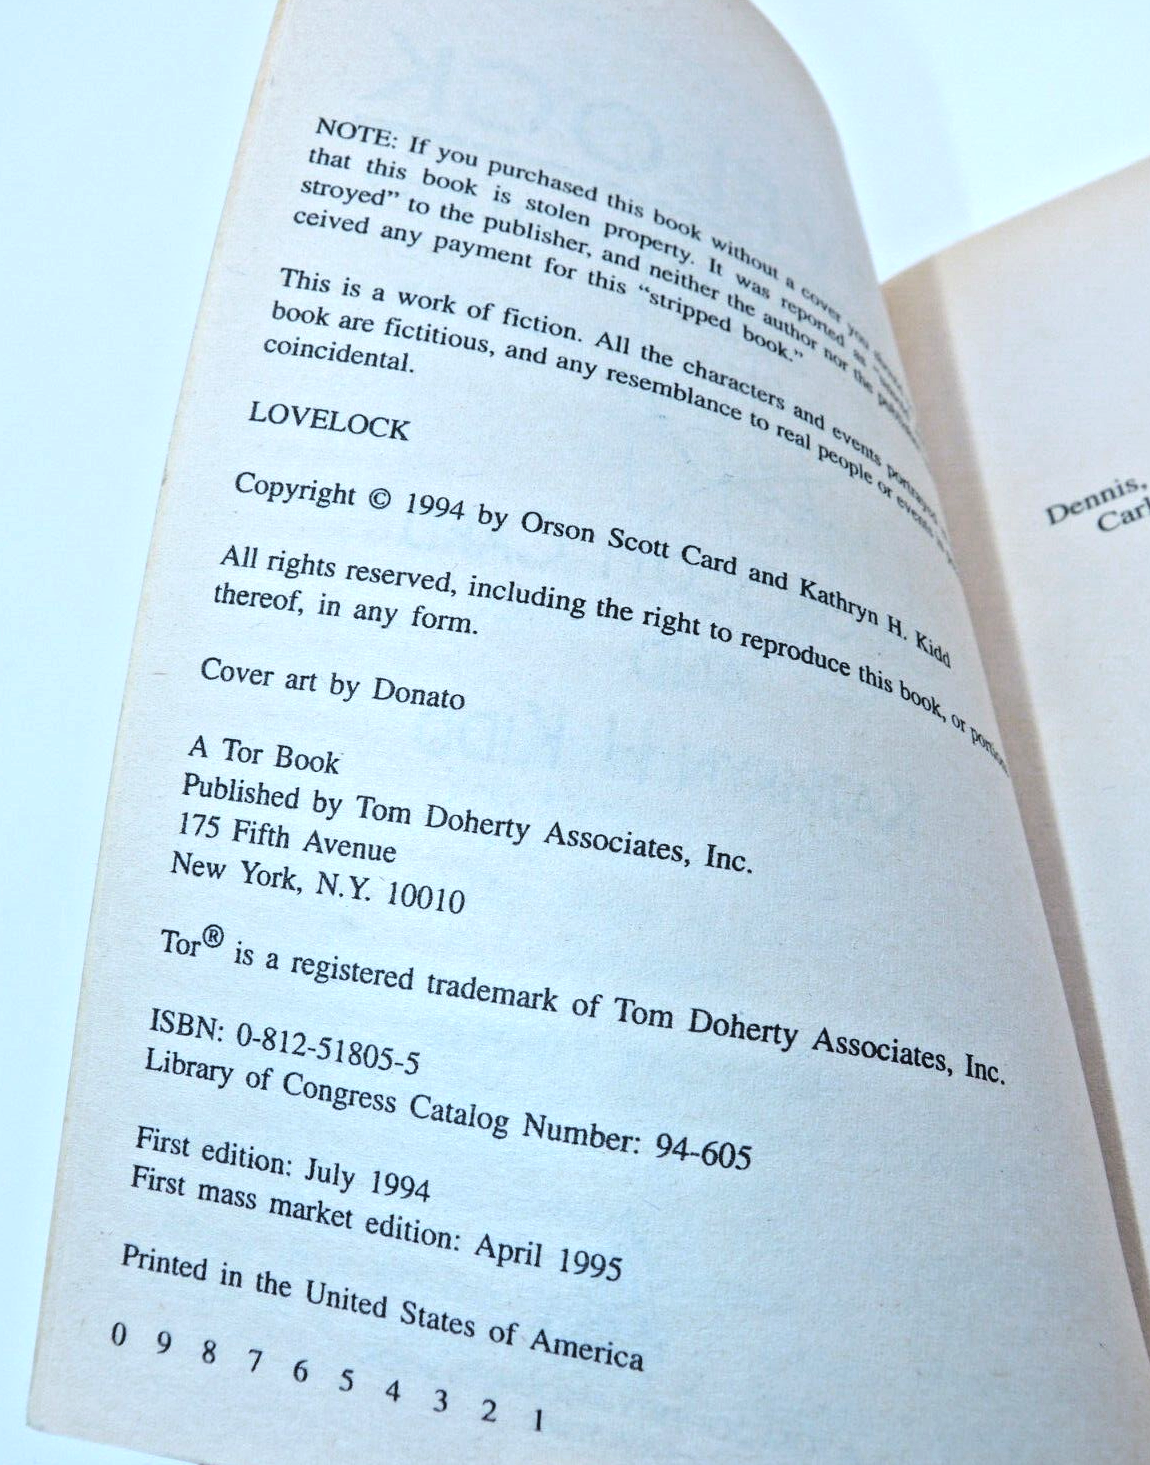 NOTE: If you purchased this book without a cover you
that this book is stolen property. It was reported as
stroyed” to the publisher, and neither the author nor the
ceived any payment for this “stripped book.”
This is a work of fiction. All the characters and events
book are fictitious, and any resemblance to real people or events is
coincidental.
LOVELOCK
Copyright © 1994 by Orson Scott Card and Kathryn H. Kidd
All rights reserved, including the right to reproduce this book, or
thereof, in any form.
Cover art by Donato
A Tor Book
Published by Tom Doherty Associates, Inc.
175 Fifth Avenue
New York, N.Y. 10010
Tor® is a registered trademark of Tom Doherty Associates, Inc.
ISBN: 0-812-51805-5
Library of Congress Catalog Number: 94-605
First edition: July 1994
First mass market edition: April 1995
Printed in the United States of America
0 9 8 7 6 5 4 3 2 1
Dennis,